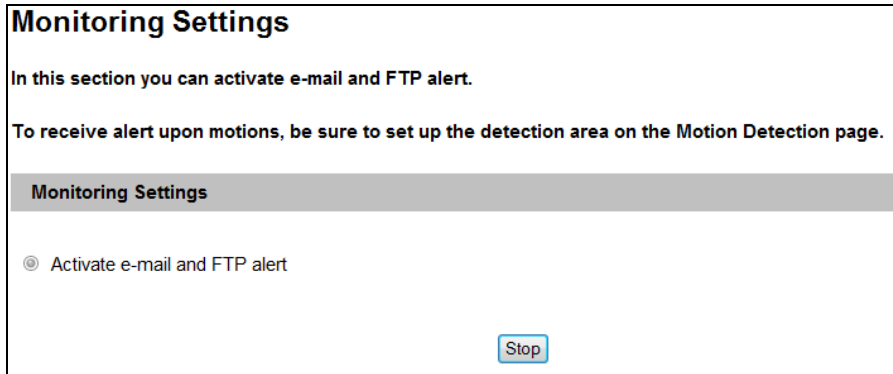 Monitoring Settings
In this section you can activate e-mail and FTP alert.
To receive alert upon motions, be sure to set up the detection area on the Motion Detection page.
Monitoring Settings
Activate e-mail and FTP alert
Stop